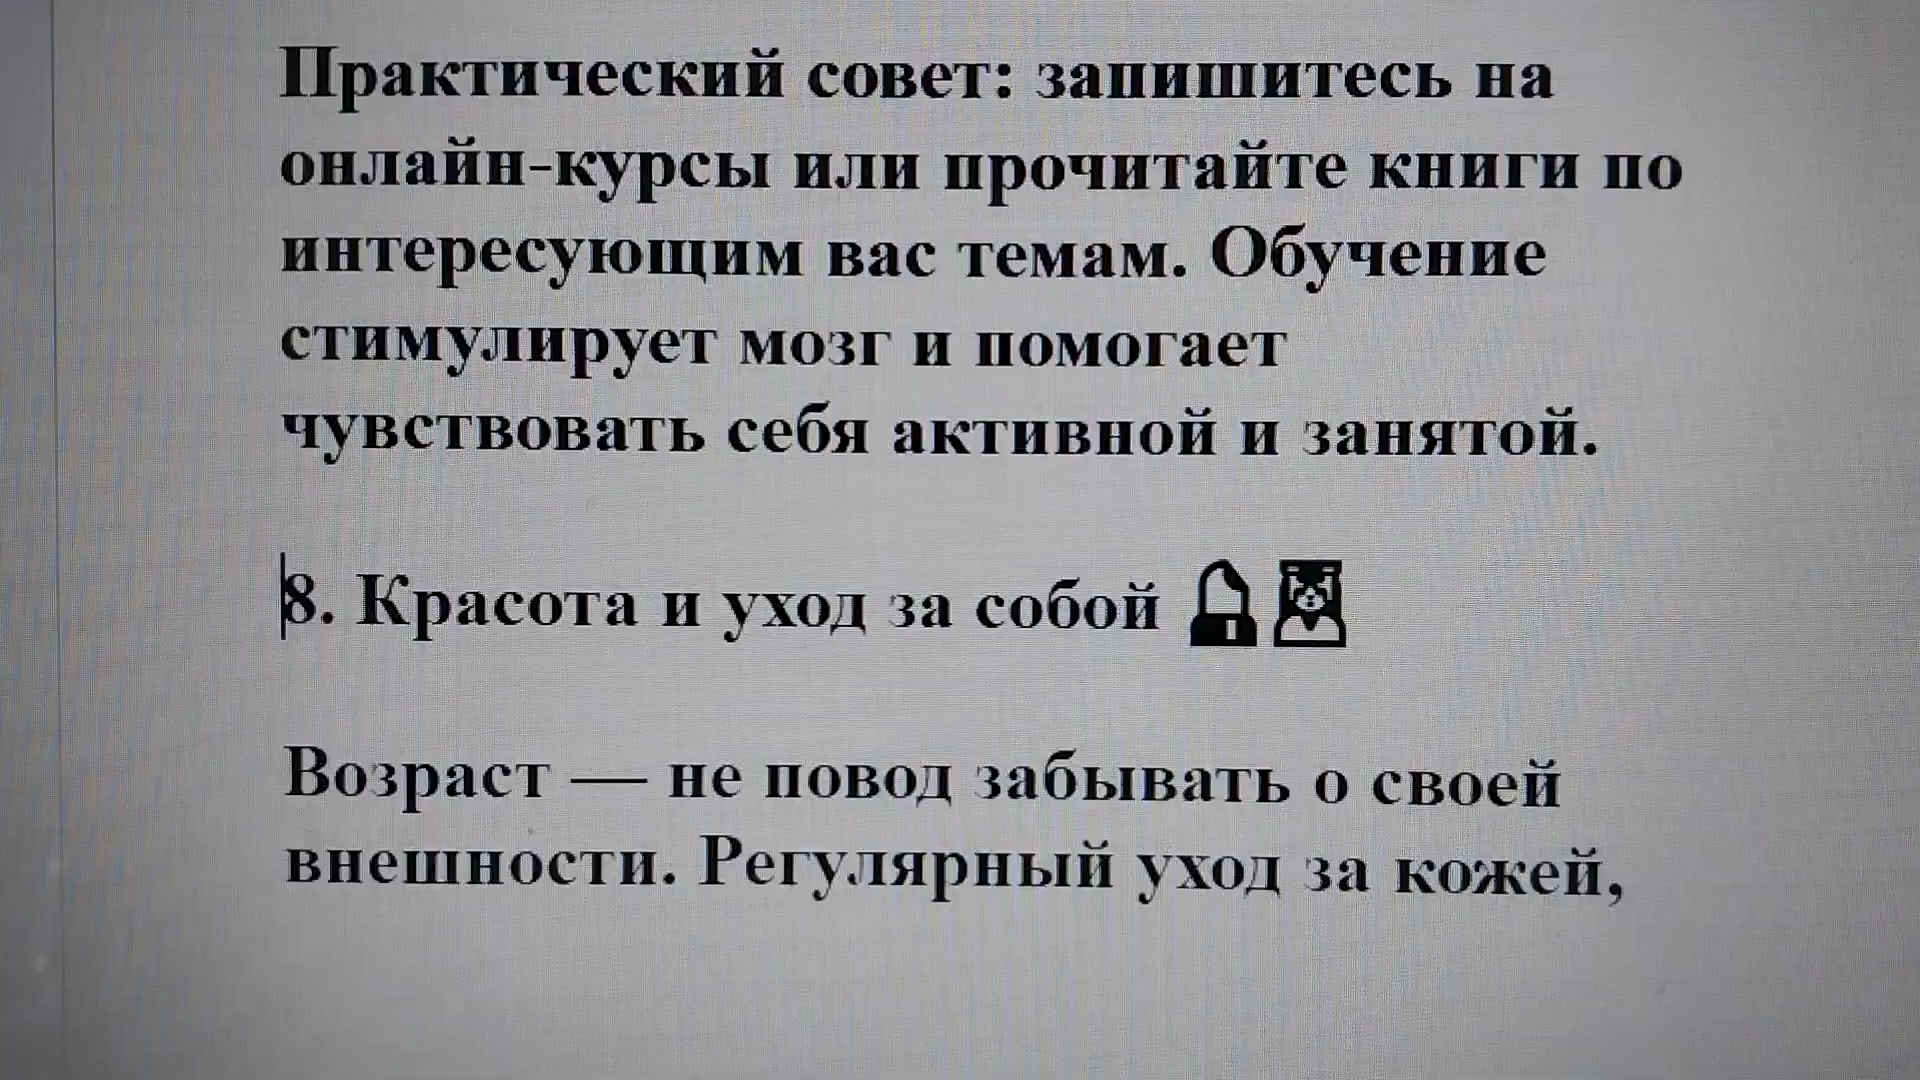 Практический совет: запишитесь на
онлайн-курсы или прочитайте книги по
интересующим вас темам. Обучение
стимулирует мозг и помогает
чувствовать себя активной и занятой.
8. Красота и уход за собой
Возраст — не повод забывать о своей
внешности. Регулярный уход за кожей,